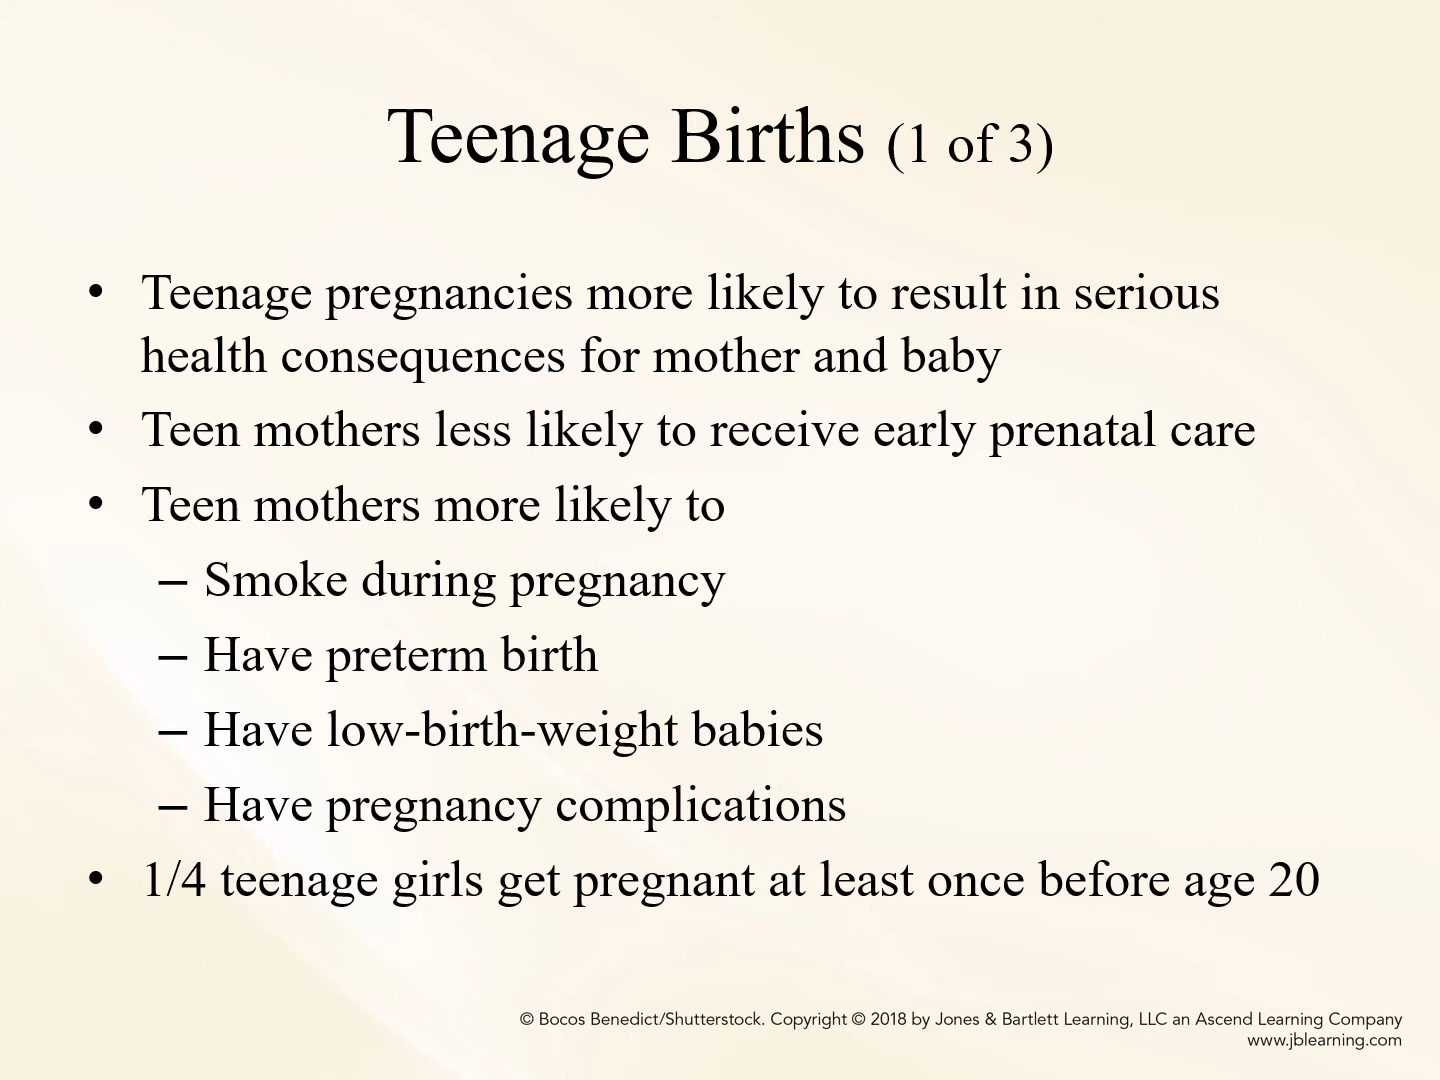 Teenage Births (1 of 3)
• Teenage pregnancies more likely to result in serious
health consequences for mother and baby
• Teen mothers less likely to receive early prenatal care
• Teen mothers more likely to
– Smoke during pregnancy
– Have preterm birth
– Have low-birth-weight babies
– Have pregnancy complications
• 1/4 teenage girls get pregnant at least once before age 20
© Bocos Benedict/Shutterstock. Copyright © 2018 by Jones & Bartlett Learning, LLC an Ascend Learning Company
www.jblearning.com